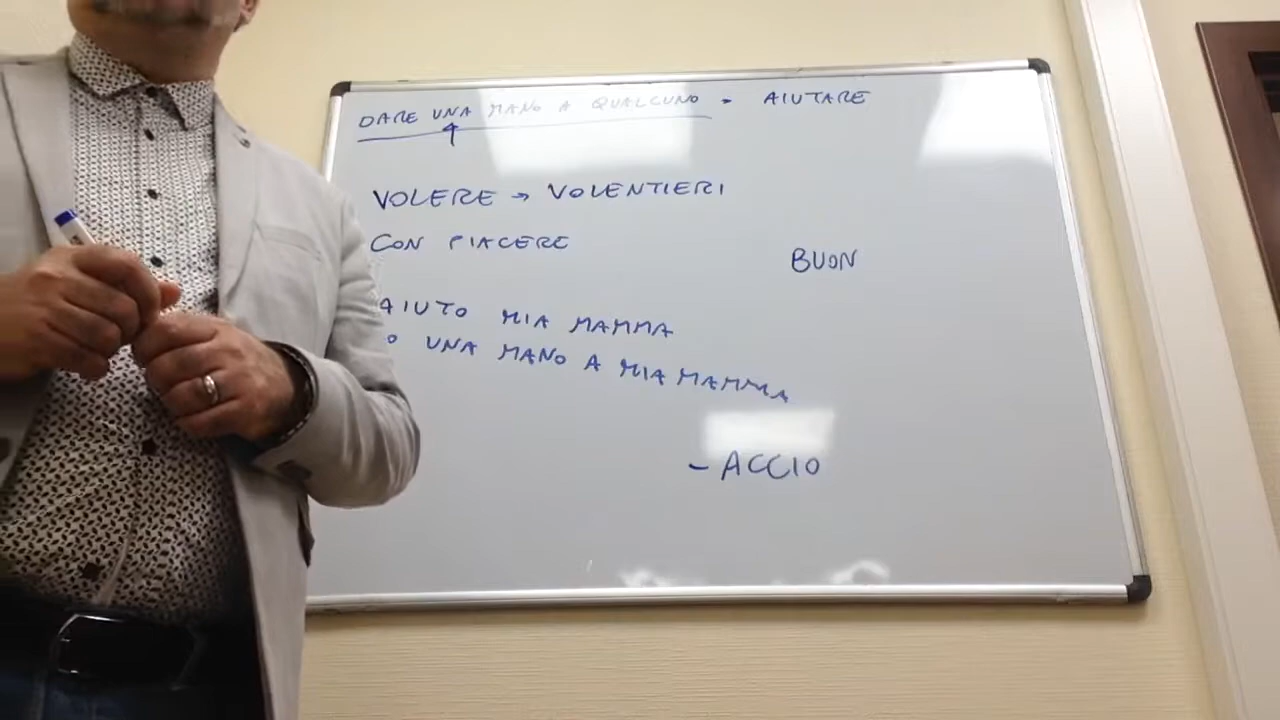 DARE UNA MANO A QUALCUNO = AIUTARE
VOLERE → VOLENTIERI
CON PIACERE
BUON
AIUTO MIA MAMMA
O UNA MANO A MIA MAMMA
- ACCIO